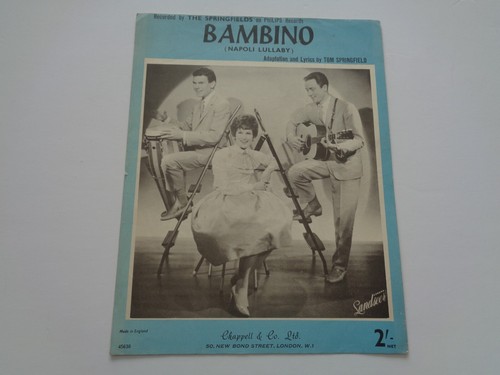 Recorded by THE SPRINGFIELDS on PHILIPS Records
BAMBINO
(NAPOLI LULLABY)
Adaptation and Lyrics by TOM SPRINGFIELD
Made in England
Chappell & Co. Ltd.
50, NEW BOND STREET, LONDON, W.1
2/-
NET